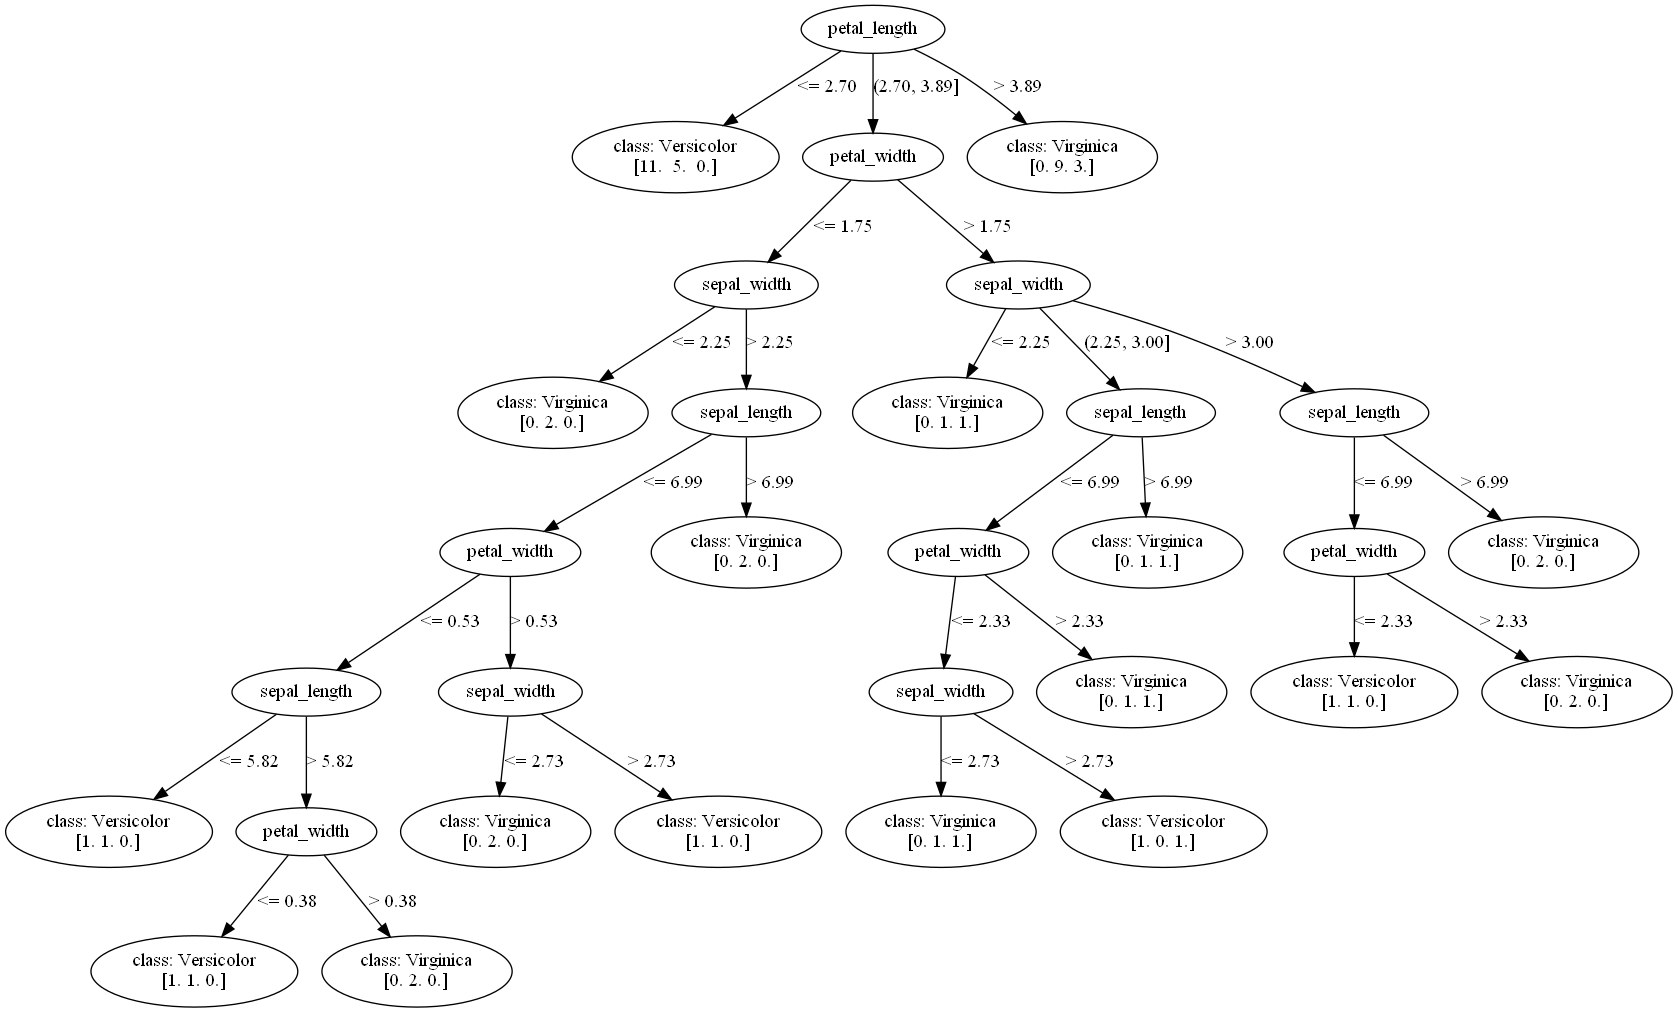 petal_length
<= 2.70
(2.70, 3.89]
> 3.89
class: Versicolor
[11.  5.  0.]
petal_width
class: Virginica
[0. 9. 3.]
<= 1.75
> 1.75
sepal_width
sepal_width
<= 2.25
> 2.25
<= 2.25
(2.25, 3.00]
> 3.00
class: Virginica
[0. 2. 0.]
sepal_length
class: Virginica
[0. 1. 1.]
sepal_length
sepal_length
<= 6.99
> 6.99
<= 6.99
> 6.99
<= 6.99
> 6.99
petal_width
class: Virginica
[0. 2. 0.]
petal_width
class: Virginica
[0. 1. 1.]
petal_width
class: Virginica
[0. 2. 0.]
<= 0.53
> 0.53
<= 2.33
> 2.33
<= 2.33
> 2.33
sepal_length
sepal_width
sepal_width
class: Virginica
[0. 1. 1.]
class: Versicolor
[1. 1. 0.]
class: Virginica
[0. 2. 0.]
<= 5.82
> 5.82
<= 2.73
> 2.73
<= 2.73
> 2.73
class: Versicolor
[1. 1. 0.]
petal_width
class: Virginica
[0. 2. 0.]
class: Versicolor
[1. 1. 0.]
class: Virginica
[0. 1. 1.]
class: Versicolor
[1. 0. 1.]
<= 0.38
> 0.38
class: Versicolor
[1. 1. 0.]
class: Virginica
[0. 2. 0.]